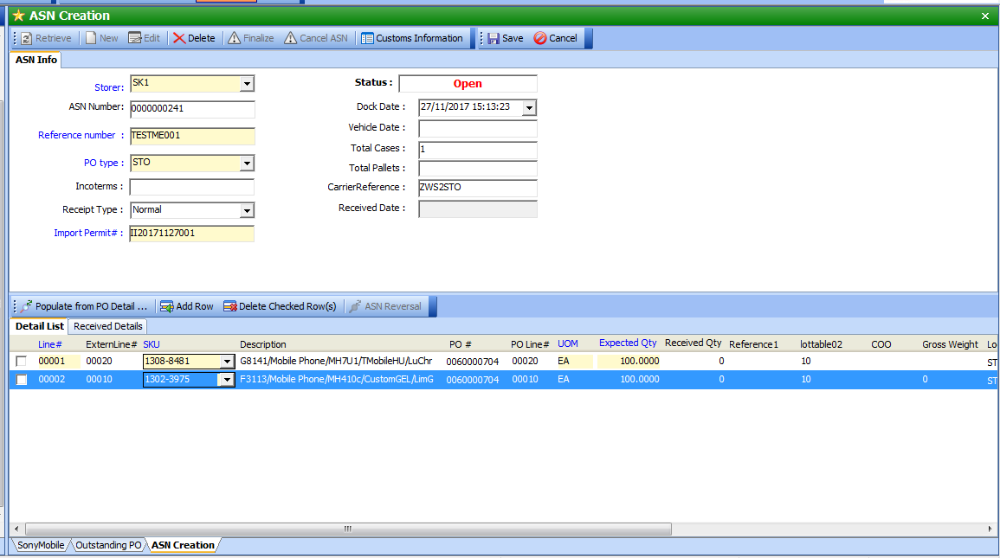 ASN Creation
Retrieve New Edit Delete Finalize Cancel ASN Customs Information Save Cancel
ASN Info
Storer: SK1 Status : Open
ASN Number: 0000000241 Dock Date : 27/11/2017 15:13:23
Reference number : TESTME001 Vehicle Date :
PO type : STO Total Cases : 1
Total Pallets :
Incoterms : CarrierReference : ZWS2STO
Receipt Type : Normal Received Date :
Import Permit# : II20171127001
Populate from PO Detail ... Add Row Delete Checked Row(s) ASN Reversal
Detail List Received Details
Line# ExternLine# SKU Description PO # PO Line# UOM Expected Qty Received Qty Reference1 lottable02 COO Gross Weight Lo
00001 00020 1308-8481 G8141/Mobile Phone/MH7U1/TMobileHU/LuChr 0060000704 00020 EA 100.0000 0 10 ST
00002 00010 1302-3975 F3113/Mobile Phone/MH410c/CustomGEL/LimG 0060000704 00010 EA 100.0000 0 10 0 ST
SonyMobile Outstanding PO ASN Creation